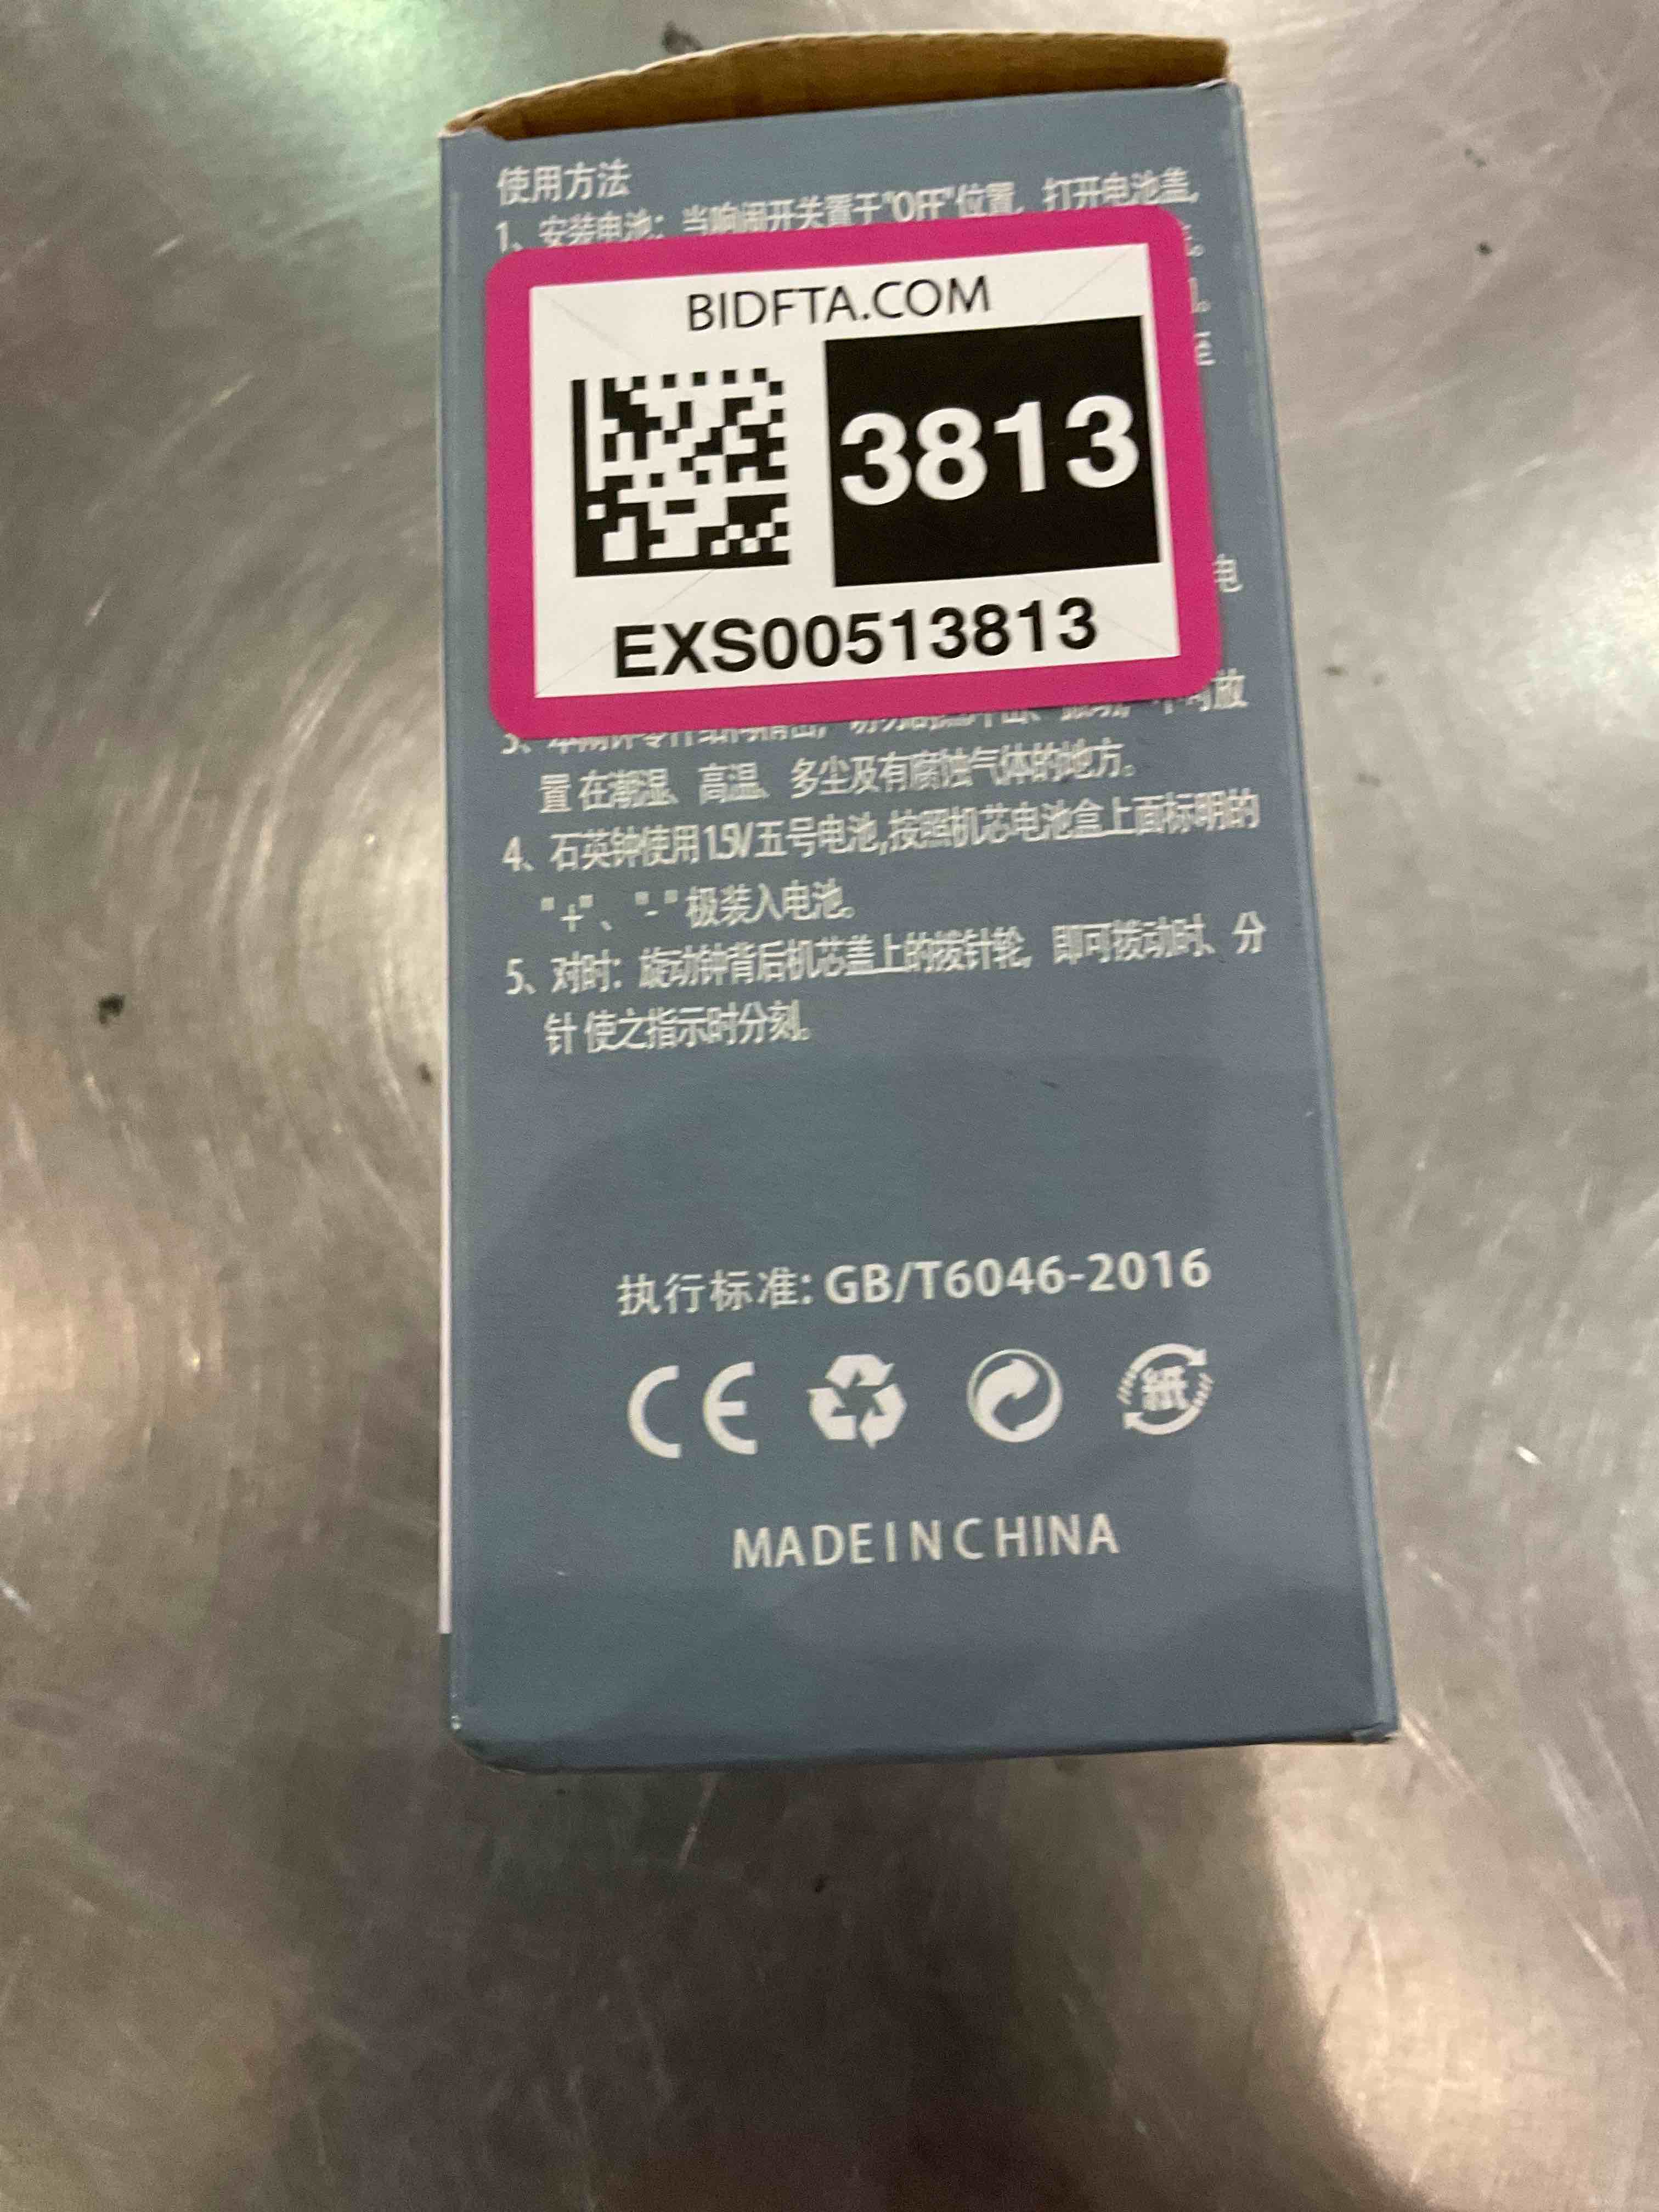 使用方法
1、安装电池：当响闹开关置于"OFF"位置，打开电池盖，
BIDFTA.COM
3813
EXS00513813
电
放
置在潮湿、高温、多尘及有腐蚀气体的地方。
4、石英钟使用1.5V五号电池,按照机芯电池盒上面标明的
"+"、"-"极装入电池。
5、对时：旋动钟背后机芯盖上的拨针轮，即可拨动时、分
针使之指示时分刻。
执行标准：GB/T6046-2016
CE
紙
MADE IN CHINA